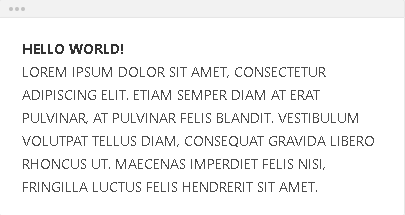 HELLO WORLD!
LOREM IPSUM DOLOR SIT AMET, CONSECTETUR
ADIPISCING ELIT. ETIAM SEMPER DIAM AT ERAT
PULVINAR, AT PULVINAR FELIS BLANDIT. VESTIBULUM
VOLUTPAT TELLUS DIAM, CONSEQUAT GRAVIDA LIBERO
RHONCUS UT. MAECENAS IMPERDIET FELIS NISI,
FRINGILLA LUCTUS FELIS HENDRERIT SIT AMET.